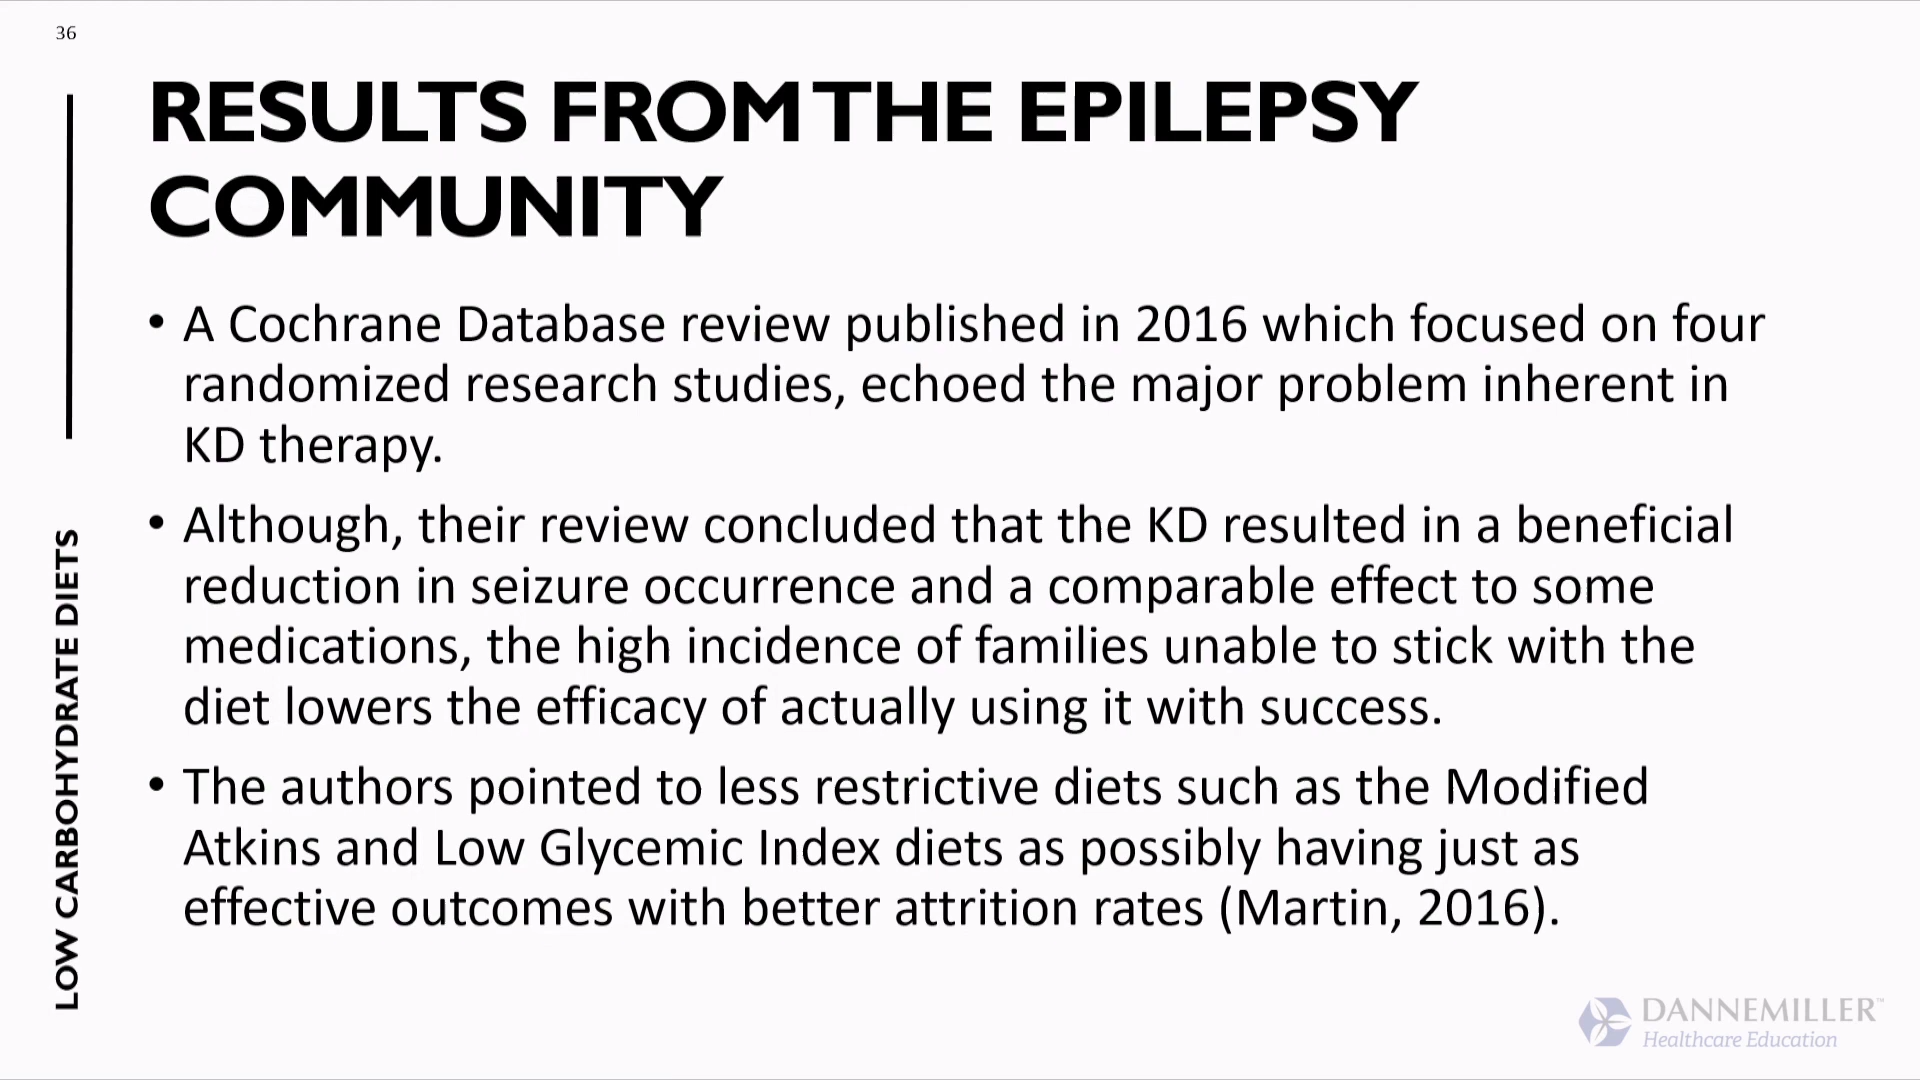 36
RESULTS FROM THE EPILEPSY
COMMUNITY
• A Cochrane Database review published in 2016 which focused on four
randomized research studies, echoed the major problem inherent in
KD therapy.
• Although, their review concluded that the KD resulted in a beneficial
reduction in seizure occurrence and a comparable effect to some
medications, the high incidence of families unable to stick with the
diet lowers the efficacy of actually using it with success.
• The authors pointed to less restrictive diets such as the Modified
Atkins and Low Glycemic Index diets as possibly having just as
effective outcomes with better attrition rates (Martin, 2016).
LOW CARBOHYDRATE DIETS
DANNEMILLER™
Healthcare Education